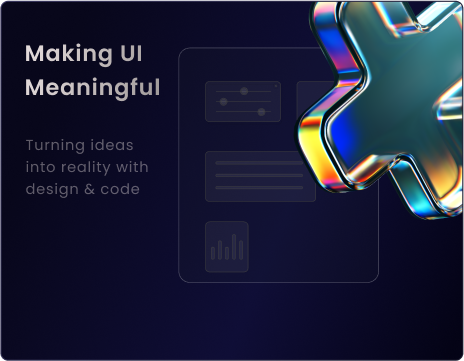 Making UI
Meaningful
Turning ideas
into reality with
design & code